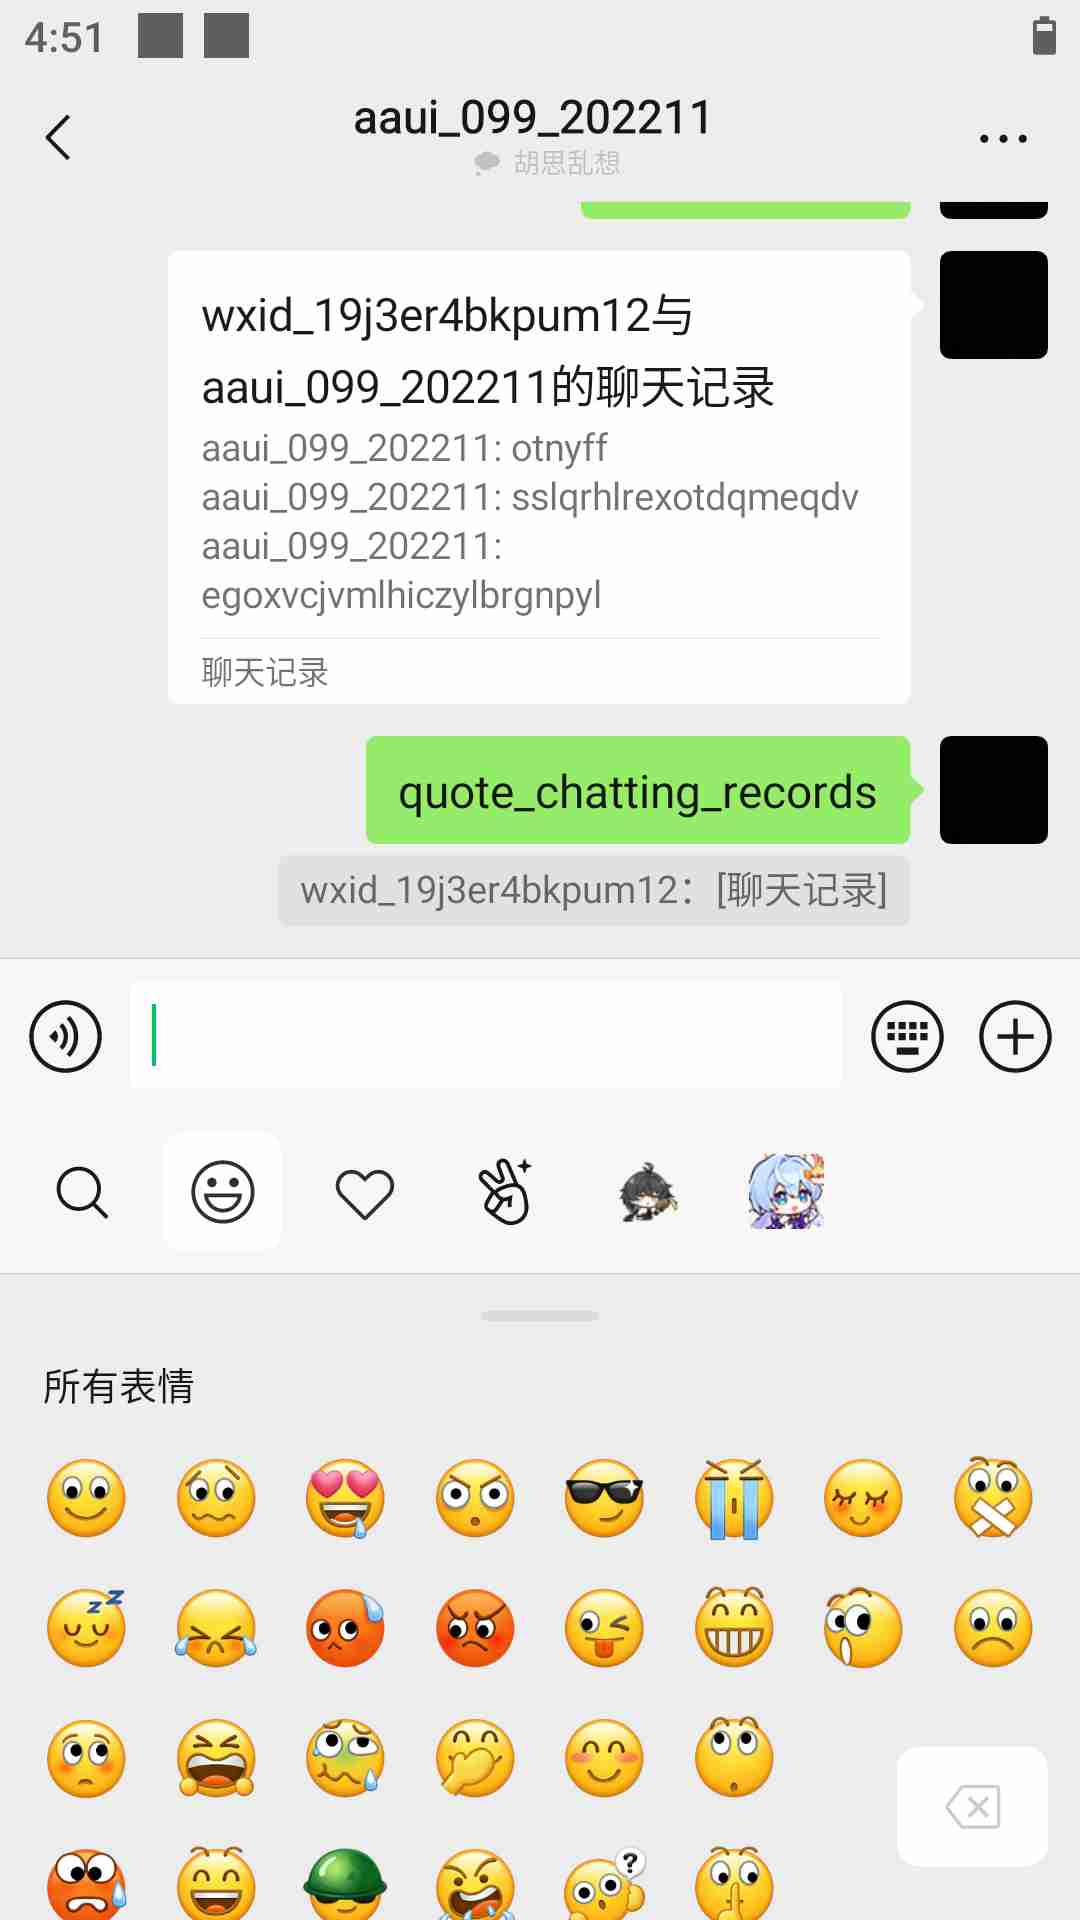 4:51
aaui_099_202211
胡思乱想
wxid_19j3er4bkpum12与
aaui_099_202211的聊天记录
aaui_099_202211: otnyff
aaui_099_202211: sslqrhlrexotdqmeqdv
aaui_099_202211:
egoxvcjvmlhiczylbrgnpyl
聊天记录
quote_chatting_records
wxid_19j3er4bkpum12：[聊天记录]
所有表情